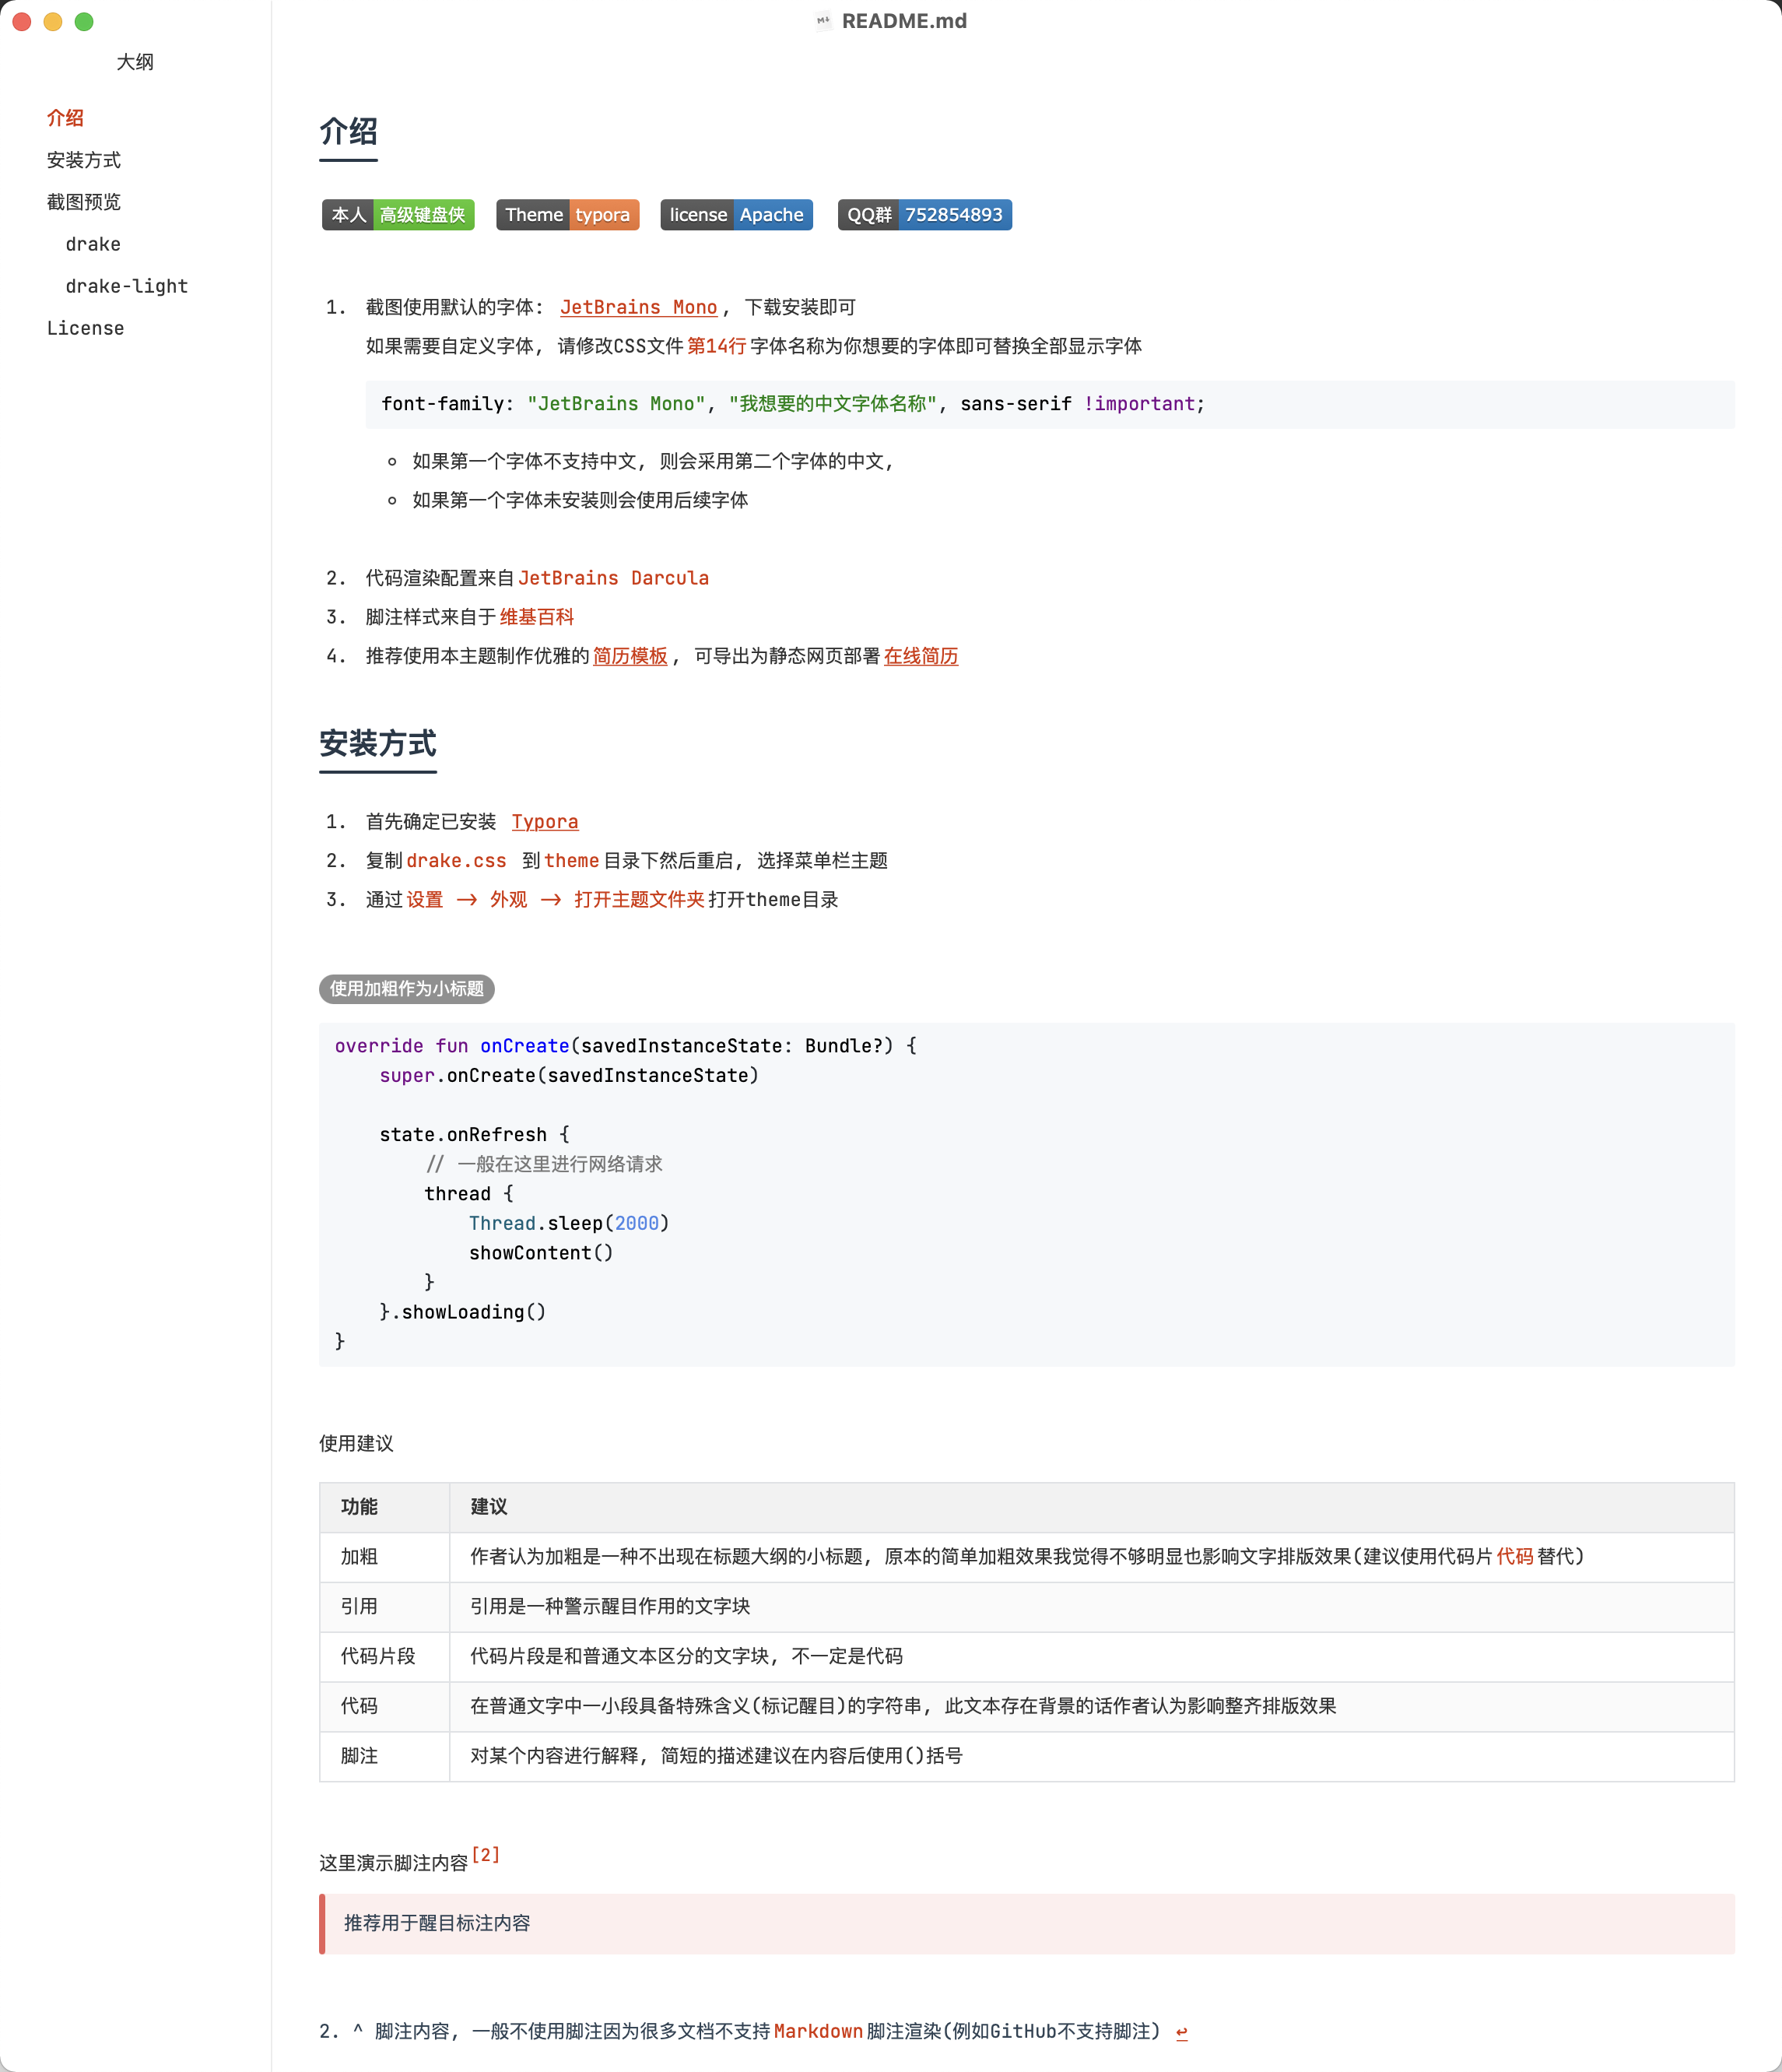 README.md
大纲
介绍
安装方式
截图预览
drake
drake-light
License
介绍
本人 高级键盘侠 Theme typora license Apache QQ群 752854893
1. 截图使用默认的字体: JetBrains Mono, 下载安装即可
如果需要自定义字体, 请修改CSS文件第14行字体名称为你想要的字体即可替换全部显示字体
font-family: "JetBrains Mono", "我想要的中文字体名称", sans-serif !important;
如果第一个字体不支持中文, 则会采用第二个字体的中文,
如果第一个字体未安装则会使用后续字体
2. 代码渲染配置来自JetBrains Darcula
3. 脚注样式来自于维基百科
4. 推荐使用本主题制作优雅的简历模板, 可导出为静态网页部署在线简历
安装方式
1. 首先确定已安装 Typora
2. 复制drake.css 到theme目录下然后重启, 选择菜单栏主题
3. 通过设置 -> 外观 -> 打开主题文件夹打开theme目录
使用加粗作为小标题
override fun onCreate(savedInstanceState: Bundle?) {
super.onCreate(savedInstanceState)
state.onRefresh {
// 一般在这里进行网络请求
thread {
Thread.sleep(2000)
showContent()
}
}.showLoading()
}
使用建议
功能 建议
加粗 作者认为加粗是一种不出现在标题大纲的小标题, 原本的简单加粗效果我觉得不够明显也影响文字排版效果(建议使用代码片代码替代)
引用 引用是一种警示醒目作用的文字块
代码片段 代码片段是和普通文本区分的文字块, 不一定是代码
代码 在普通文字中一小段具备特殊含义(标记醒目)的字符串, 此文本存在背景的话作者认为影响整齐排版效果
脚注 对某个内容进行解释, 简短的描述建议在内容后使用()括号
这里演示脚注内容[2]
推荐用于醒目标注内容
2. ^ 脚注内容, 一般不使用脚注因为很多文档不支持Markdown脚注渲染(例如GitHub不支持脚注) ↩